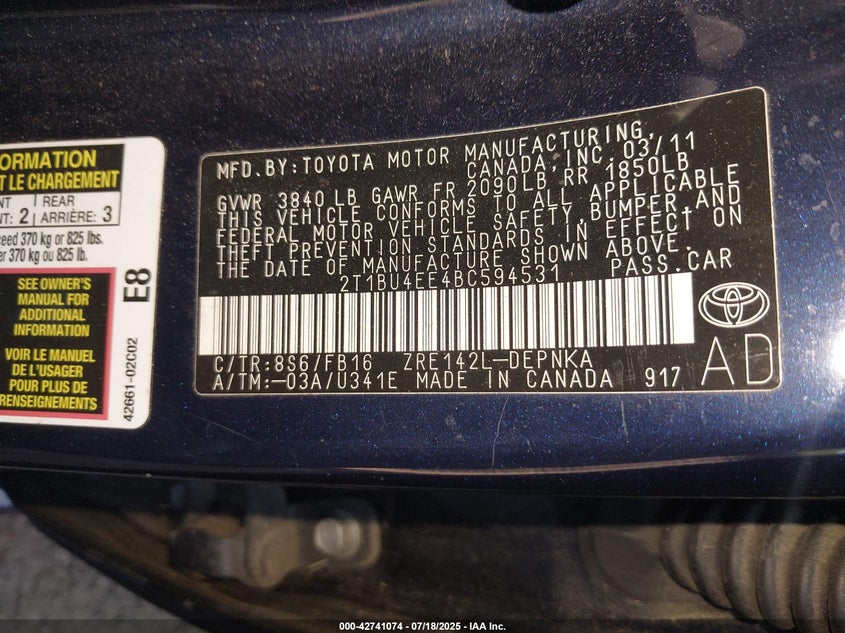 ORMATION
T LE CHARGEMENT
NT REAR
NT: 2 ARRIÈRE: 3
ceed 370 kg or 825 lbs.
er 370 kg ou 825 lb.
SEE OWNER'S
MANUAL FOR
ADDITIONAL
INFORMATION
VOIR LE MANUEL
DE L'USAGER
POUR PLUS DE
RENSEIGNEMENTS
E8
42661-02C02
MFD.BY:TOYOTA MOTOR MANUFACTURING,
CANADA,INC.03/11
GVWR 3840LB GAWR FR 2090LB RR 1850LB
THIS VEHICLE CONFORMS TO ALL APPLICABLE
FEDERAL MOTOR VEHICLE SAFETY,BUMPER AND
THEFT PREVENTION STANDARDS IN EFFECT ON
THE DATE OF MANUFACTURE SHOWN ABOVE.
2T1BU4EE4BC594531 PASS.CAR
C/TR:8S6/FB16 ZRE142L-DEPNKA
A/TM:-03A/U341E MADE IN CANADA 917
AD
000-42741074 / 07/18/2025 - IAA Inc.